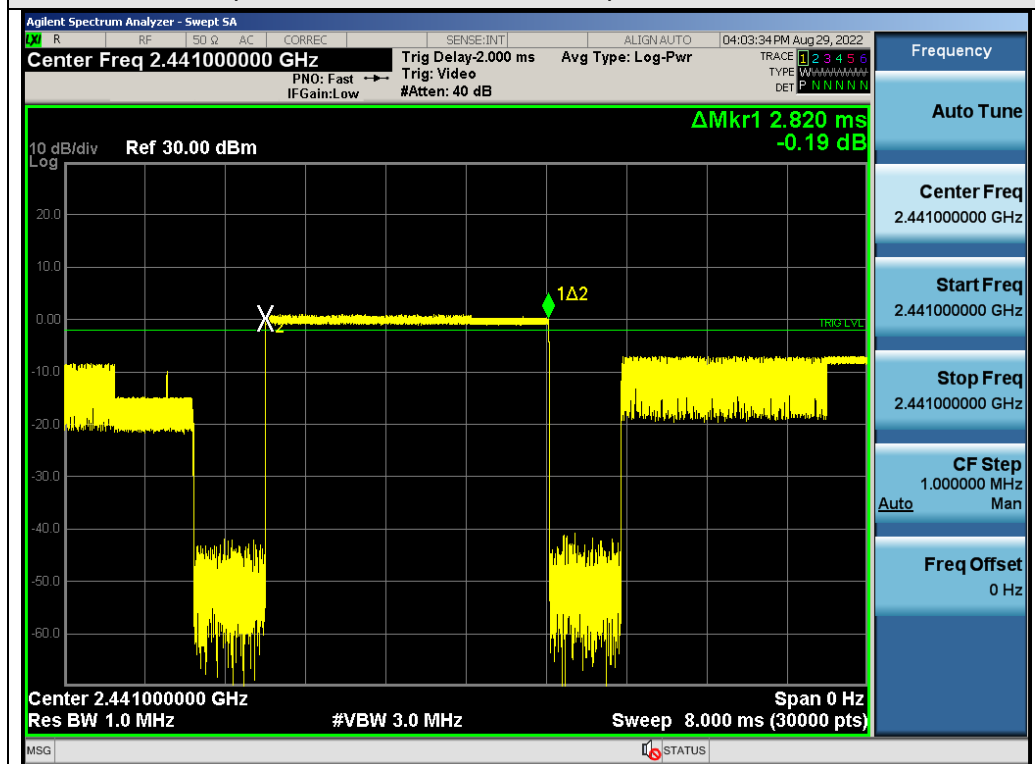 Agilent Spectrum Analyzer - Swept SA
LXI R RF 50 Ω AC CORREC SENSE:INT ALIGN AUTO 04:03:34 PM Aug 29, 2022
Center Freq 2.441000000 GHz Trig Delay-2.000 ms Avg Type: Log-Pwr TRACE 1 2 3 4 5 6
PNO: Fast Trig: Video TYPE WWWWWW
IFGain:Low #Atten: 40 dB DET P N N N N N
ΔMkr1 2.820 ms
10 dB/div Ref 30.00 dBm -0.19 dB
Log
20.0
10.0
1Δ2
0.00
X2
TRIG LVL
-10.0
-20.0
-30.0
-40.0
-50.0
-60.0
Center 2.441000000 GHz Span 0 Hz
Res BW 1.0 MHz #VBW 3.0 MHz Sweep 8.000 ms (30000 pts)
MSG STATUS
Frequency
Auto Tune
Center Freq
2.441000000 GHz
Start Freq
2.441000000 GHz
Stop Freq
2.441000000 GHz
CF Step
1.000000 MHz
Auto Man
Freq Offset
0 Hz